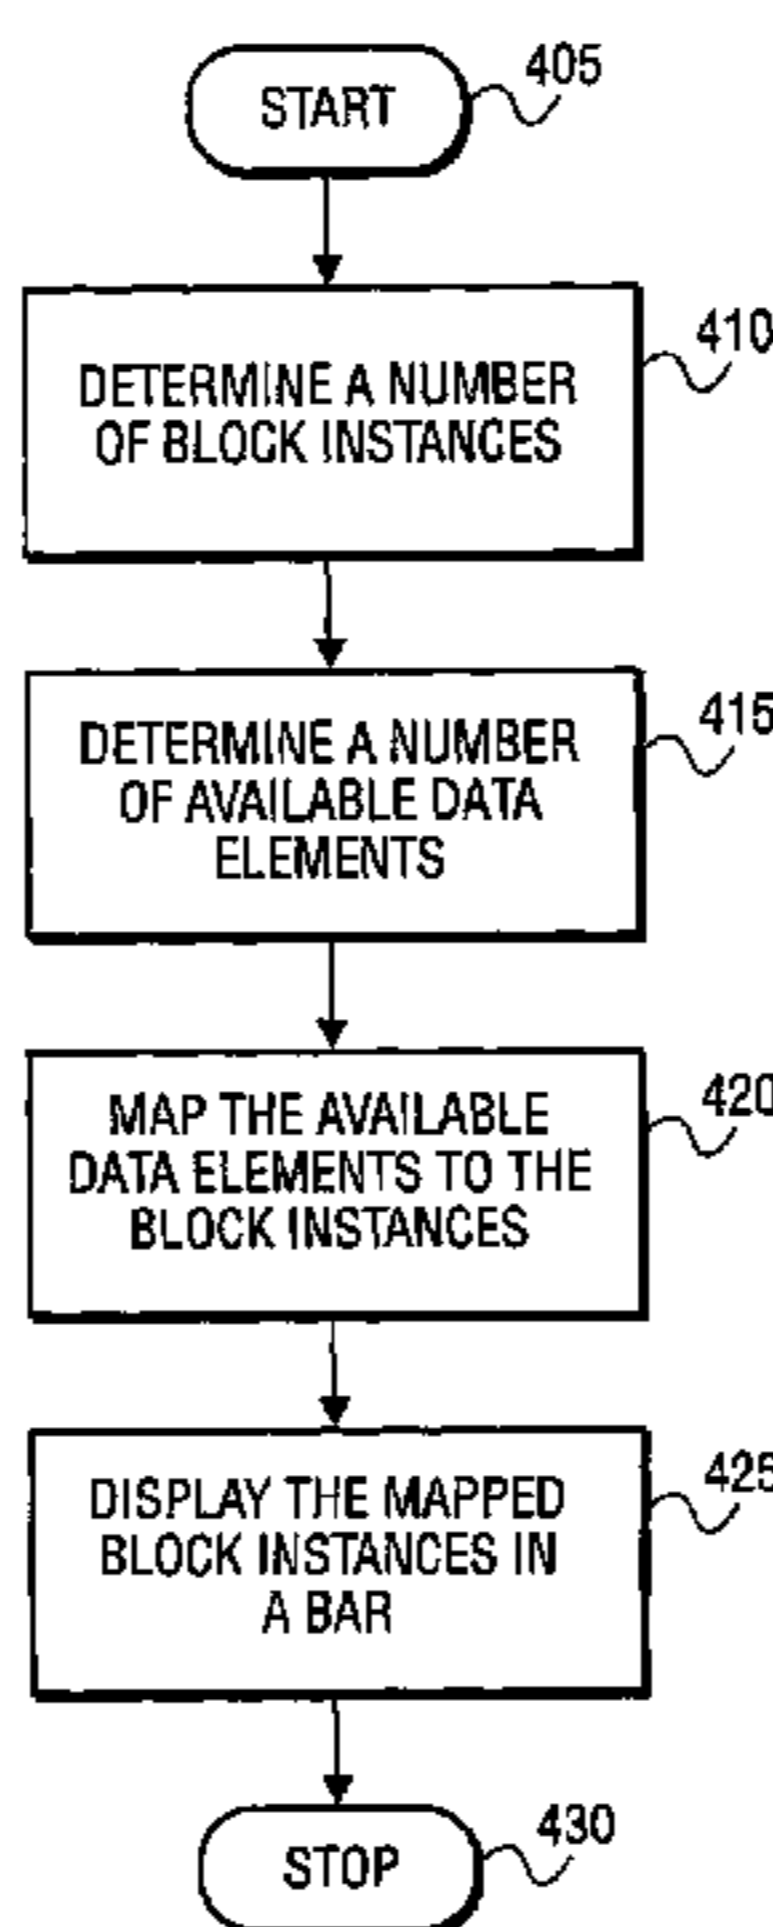 START
405
DETERMINE A NUMBER
OF BLOCK INSTANCES
410
DETERMINE A NUMBER
OF AVAILABLE DATA
ELEMENTS
415
MAP THE AVAILABLE
DATA ELEMENTS TO THE
BLOCK INSTANCES
420
DISPLAY THE MAPPED
BLOCK INSTANCES IN
A BAR
425
STOP
430